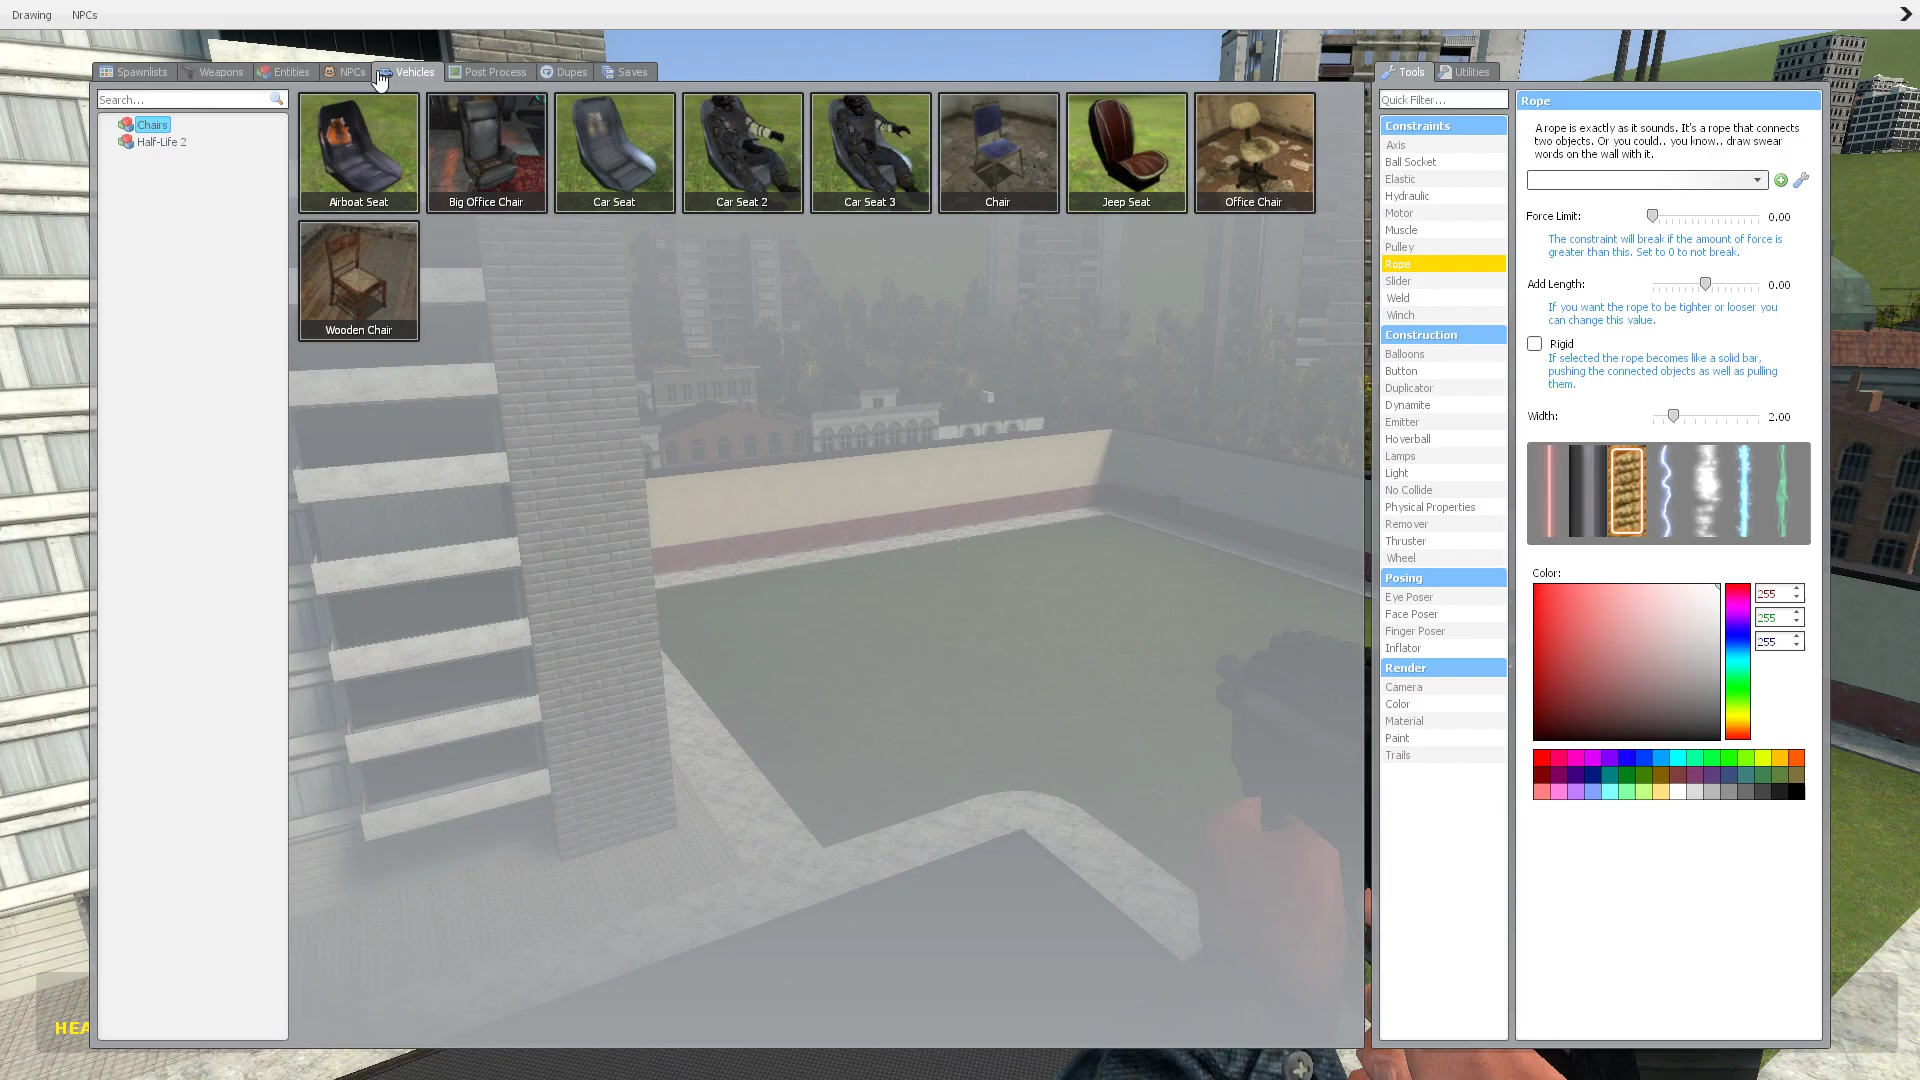 Drawing NPCs
Spawnlists Weapons Entities NPCs Vehicles Post Process Dupes Saves
Search...
Chairs
Half-Life 2
Airboat Seat
Big Office Chair
Car Seat
Car Seat 2
Car Seat 3
Chair
Jeep Seat
Office Chair
Wooden Chair
HEA
Tools Utilities
Quick Filter...
Constraints
Axis
Ball Socket
Elastic
Hydraulic
Motor
Muscle
Pulley
Rope
Slider
Weld
Winch
Construction
Balloons
Button
Duplicator
Dynamite
Emitter
Hoverball
Lamps
Light
No Collide
Physical Properties
Remover
Thruster
Wheel
Posing
Eye Poser
Face Poser
Finger Poser
Inflator
Render
Camera
Color
Material
Paint
Trails
Rope
A rope is exactly as it sounds. It's a rope that connects
two objects. Or you could.. you know.. draw swear
words on the wall with it.
Force Limit: 0.00
The constraint will break if the amount of force is
greater than this. Set to 0 to not break.
Add Length: 0.00
If you want the rope to be tighter or looser you
can change this value.
Rigid
If selected the rope becomes like a solid bar,
pushing the connected objects as well as pulling
them.
Width: 2.00
Color:
255
255
255